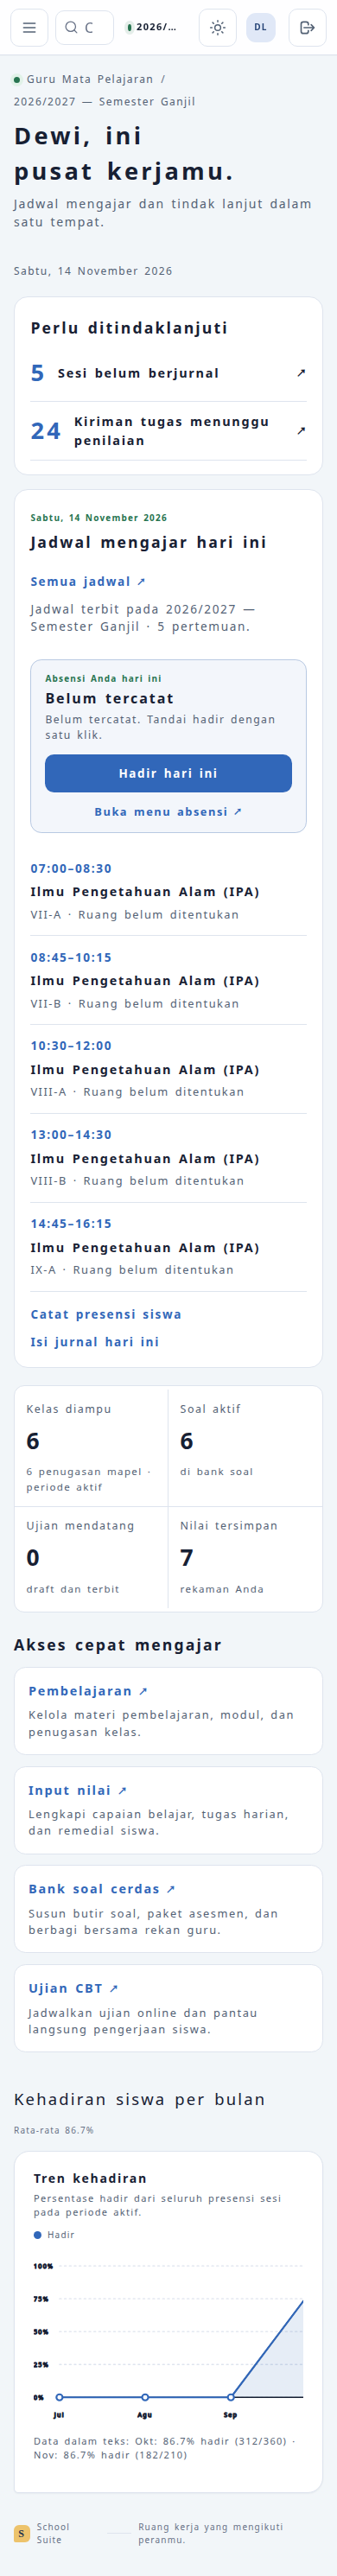 C
2026/...
DL
Guru Mata Pelajaran /
2026/2027 — Semester Ganjil
Dewi, ini
pusat kerjamu.
Jadwal mengajar dan tindak lanjut dalam
satu tempat.
Sabtu, 14 November 2026
Perlu ditindaklanjuti
5 Sesi belum berjurnal ↗
24 Kiriman tugas menunggu
penilaian ↗
Sabtu, 14 November 2026
Jadwal mengajar hari ini
Semua jadwal ↗
Jadwal terbit pada 2026/2027 —
Semester Ganjil · 5 pertemuan.
Absensi Anda hari ini
Belum tercatat
Belum tercatat. Tandai hadir dengan
satu klik.
Hadir hari ini
Buka menu absensi ↗
07:00–08:30
Ilmu Pengetahuan Alam (IPA)
VII-A · Ruang belum ditentukan
08:45–10:15
Ilmu Pengetahuan Alam (IPA)
VII-B · Ruang belum ditentukan
10:30–12:00
Ilmu Pengetahuan Alam (IPA)
VIII-A · Ruang belum ditentukan
13:00–14:30
Ilmu Pengetahuan Alam (IPA)
VIII-B · Ruang belum ditentukan
14:45–16:15
Ilmu Pengetahuan Alam (IPA)
IX-A · Ruang belum ditentukan
Catat presensi siswa
Isi jurnal hari ini
Kelas diampu
6
6 penugasan mapel ·
periode aktif
Soal aktif
6
di bank soal
Ujian mendatang
0
draft dan terbit
Nilai tersimpan
7
rekaman Anda
Akses cepat mengajar
Pembelajaran ↗
Kelola materi pembelajaran, modul, dan
penugasan kelas.
Input nilai ↗
Lengkapi capaian belajar, tugas harian,
dan remedial siswa.
Bank soal cerdas ↗
Susun butir soal, paket asesmen, dan
berbagi bersama rekan guru.
Ujian CBT ↗
Jadwalkan ujian online dan pantau
langsung pengerjaan siswa.
Kehadiran siswa per bulan
Rata-rata 86.7%
Tren kehadiran
Persentase hadir dari seluruh presensi sesi
pada periode aktif.
Hadir
100%
75%
50%
25%
0%
Jul Agu Sep
Data dalam teks: Okt: 86.7% hadir (312/360) ·
Nov: 86.7% hadir (182/210)
S
School
Suite
Ruang kerja yang mengikuti
peranmu.